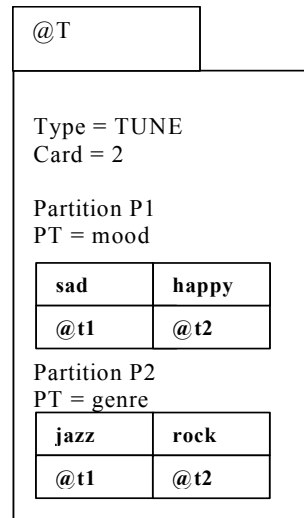 @T
Type = TUNE
Card = 2
Partition P1
PT = mood
sad happy
@t1 @t2
Partition P2
PT = genre
jazz rock
@t1 @t2